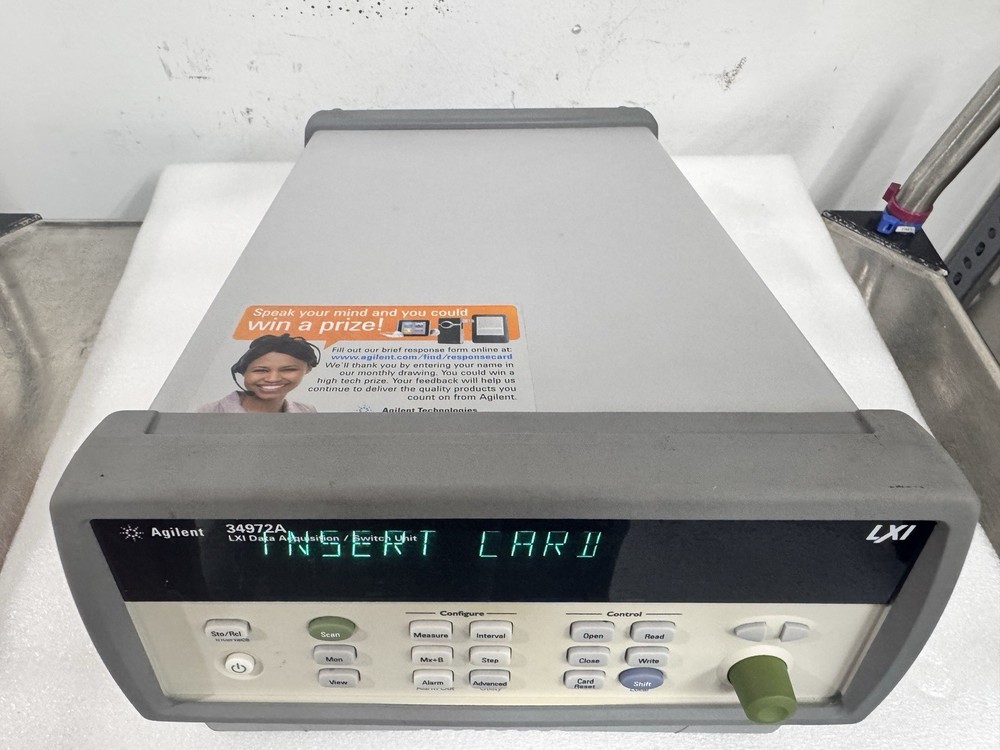 Speak your mind and you could
win a prize!
Fill out our brief response form online at:
www.agilent.com/find/responsecard
We'll thank you by entering your name in
our monthly drawing. You could win a
high tech prize. Your feedback will help us
continue to deliver the quality products you
count on from Agilent.
Agilent Technologies
Agilent
34972A
LXI Data Acquisition / Switch Unit
LXI
INSERT CARD
Configure
Control
Sto/Rcl
Scan
Measure
Interval
Open
Read
Mon
Mx+B
Step
Close
Write
View
Alarm
Advanced
Card
Reset
Shift